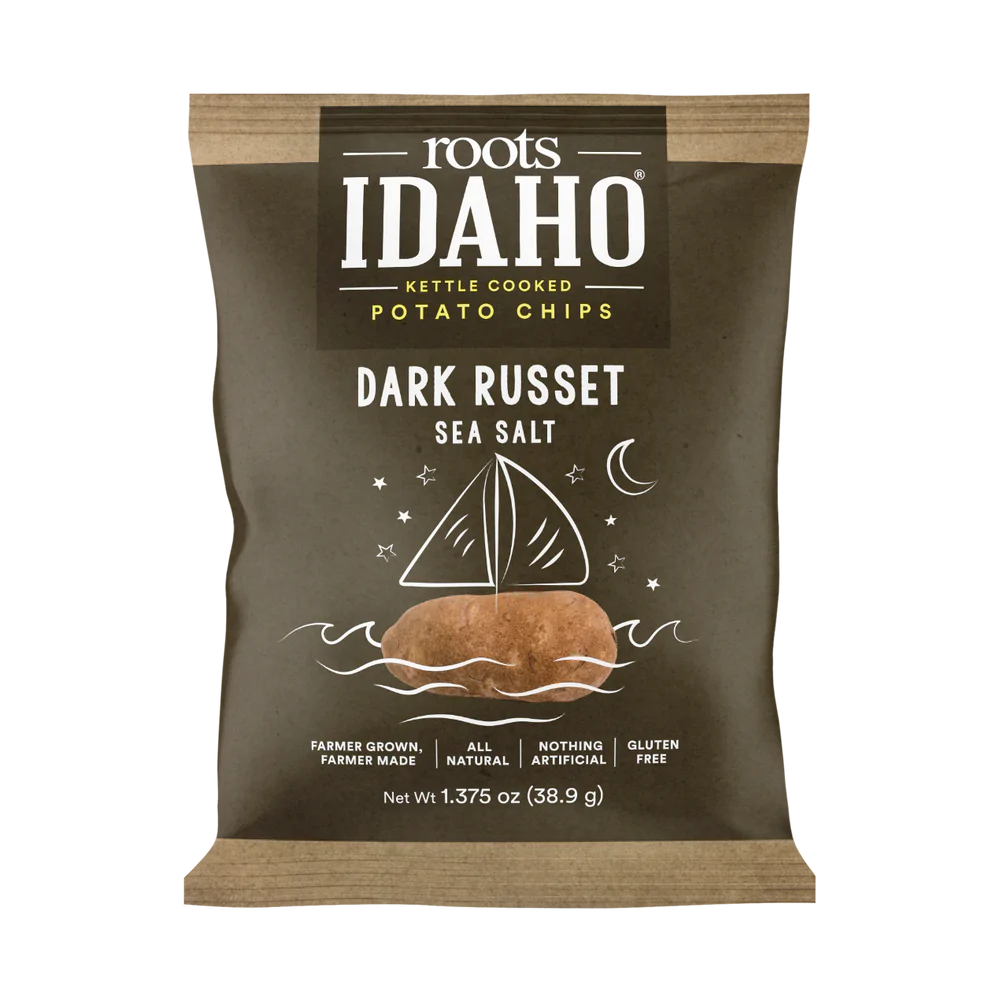 roots
IDAHO®
KETTLE COOKED
POTATO CHIPS
DARK RUSSET
SEA SALT
FARMER GROWN,
FARMER MADE
ALL
NATURAL
NOTHING
ARTIFICIAL
GLUTEN
FREE
Net Wt 1.375 oz (38.9 g)